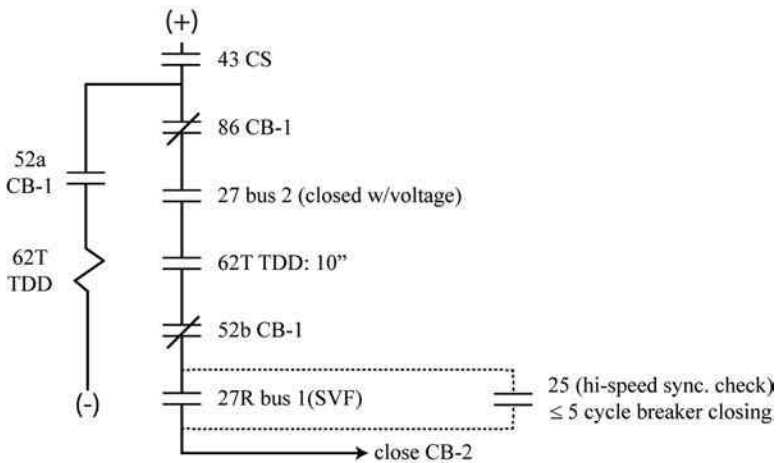 (+)
43 CS
86 CB-1
52a
CB-1
27 bus 2 (closed w/voltage)
62T
TDD
62T TDD: 10”
52b CB-1
(-)
27R bus 1(SVF)
25 (hi-speed sync. check)
≤ 5 cycle breaker closing
close CB-2